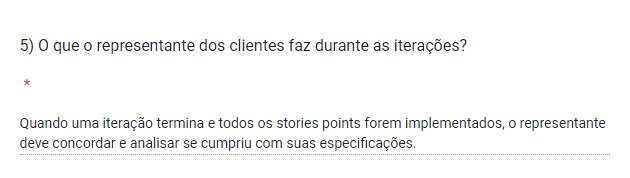 5) O que o representante dos clientes faz durante as iterações?
*
Quando uma iteração termina e todos os stories points forem implementados, o representante
deve concordar e analisar se cumpriu com suas especificações.